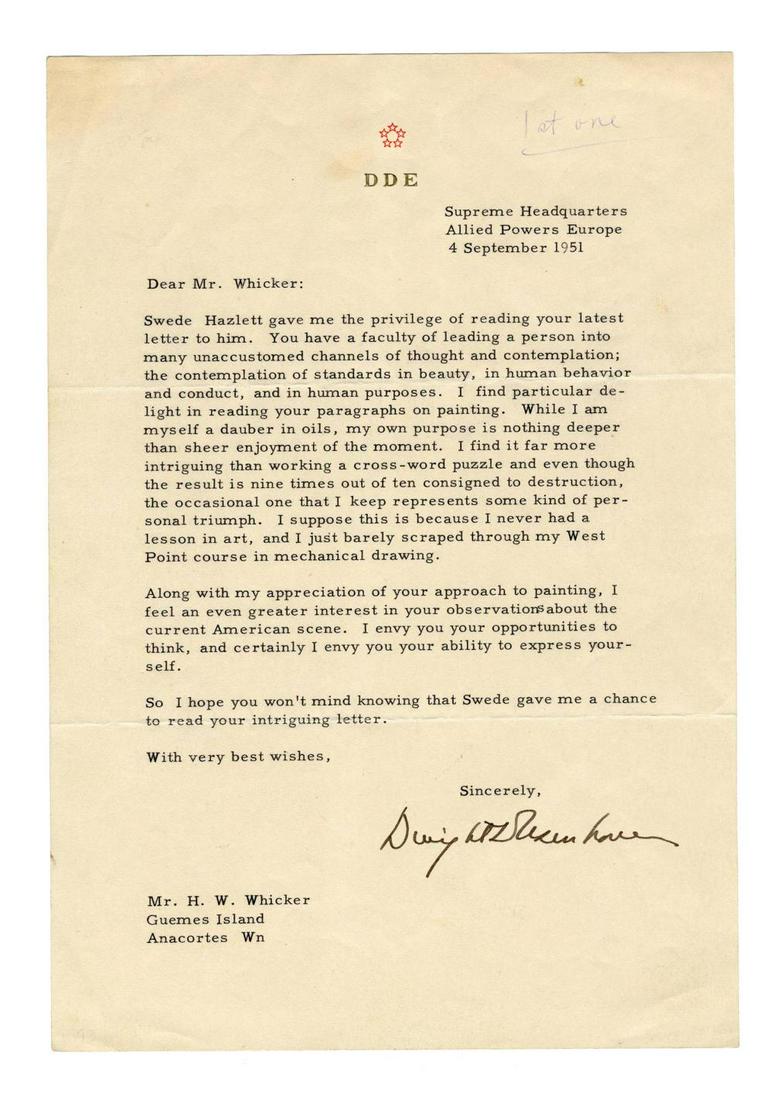 1st one
DDE
Supreme Headquarters
Allied Powers Europe
4 September 1951
Dear Mr. Whicker:
Swede Hazlett gave me the privilege of reading your latest
letter to him. You have a faculty of leading a person into
many unaccustomed channels of thought and contemplation;
the contemplation of standards in beauty, in human behavior
and conduct, and in human purposes. I find particular de-
light in reading your paragraphs on painting. While I am
myself a dauber in oils, my own purpose is nothing deeper
than sheer enjoyment of the moment. I find it far more
intriguing than working a cross-word puzzle and even though
the result is nine times out of ten consigned to destruction,
the occasional one that I keep represents some kind of per-
sonal triumph. I suppose this is because I never had a
lesson in art, and I just barely scraped through my West
Point course in mechanical drawing.
Along with my appreciation of your approach to painting, I
feel an even greater interest in your observations about the
current American scene. I envy you your opportunities to
think, and certainly I envy you your ability to express your-
self.
So I hope you won't mind knowing that Swede gave me a chance
to read your intriguing letter.
With very best wishes,
Sincerely,
Dwight D Eisenhower
Mr. H. W. Whicker
Guemes Island
Anacortes Wn